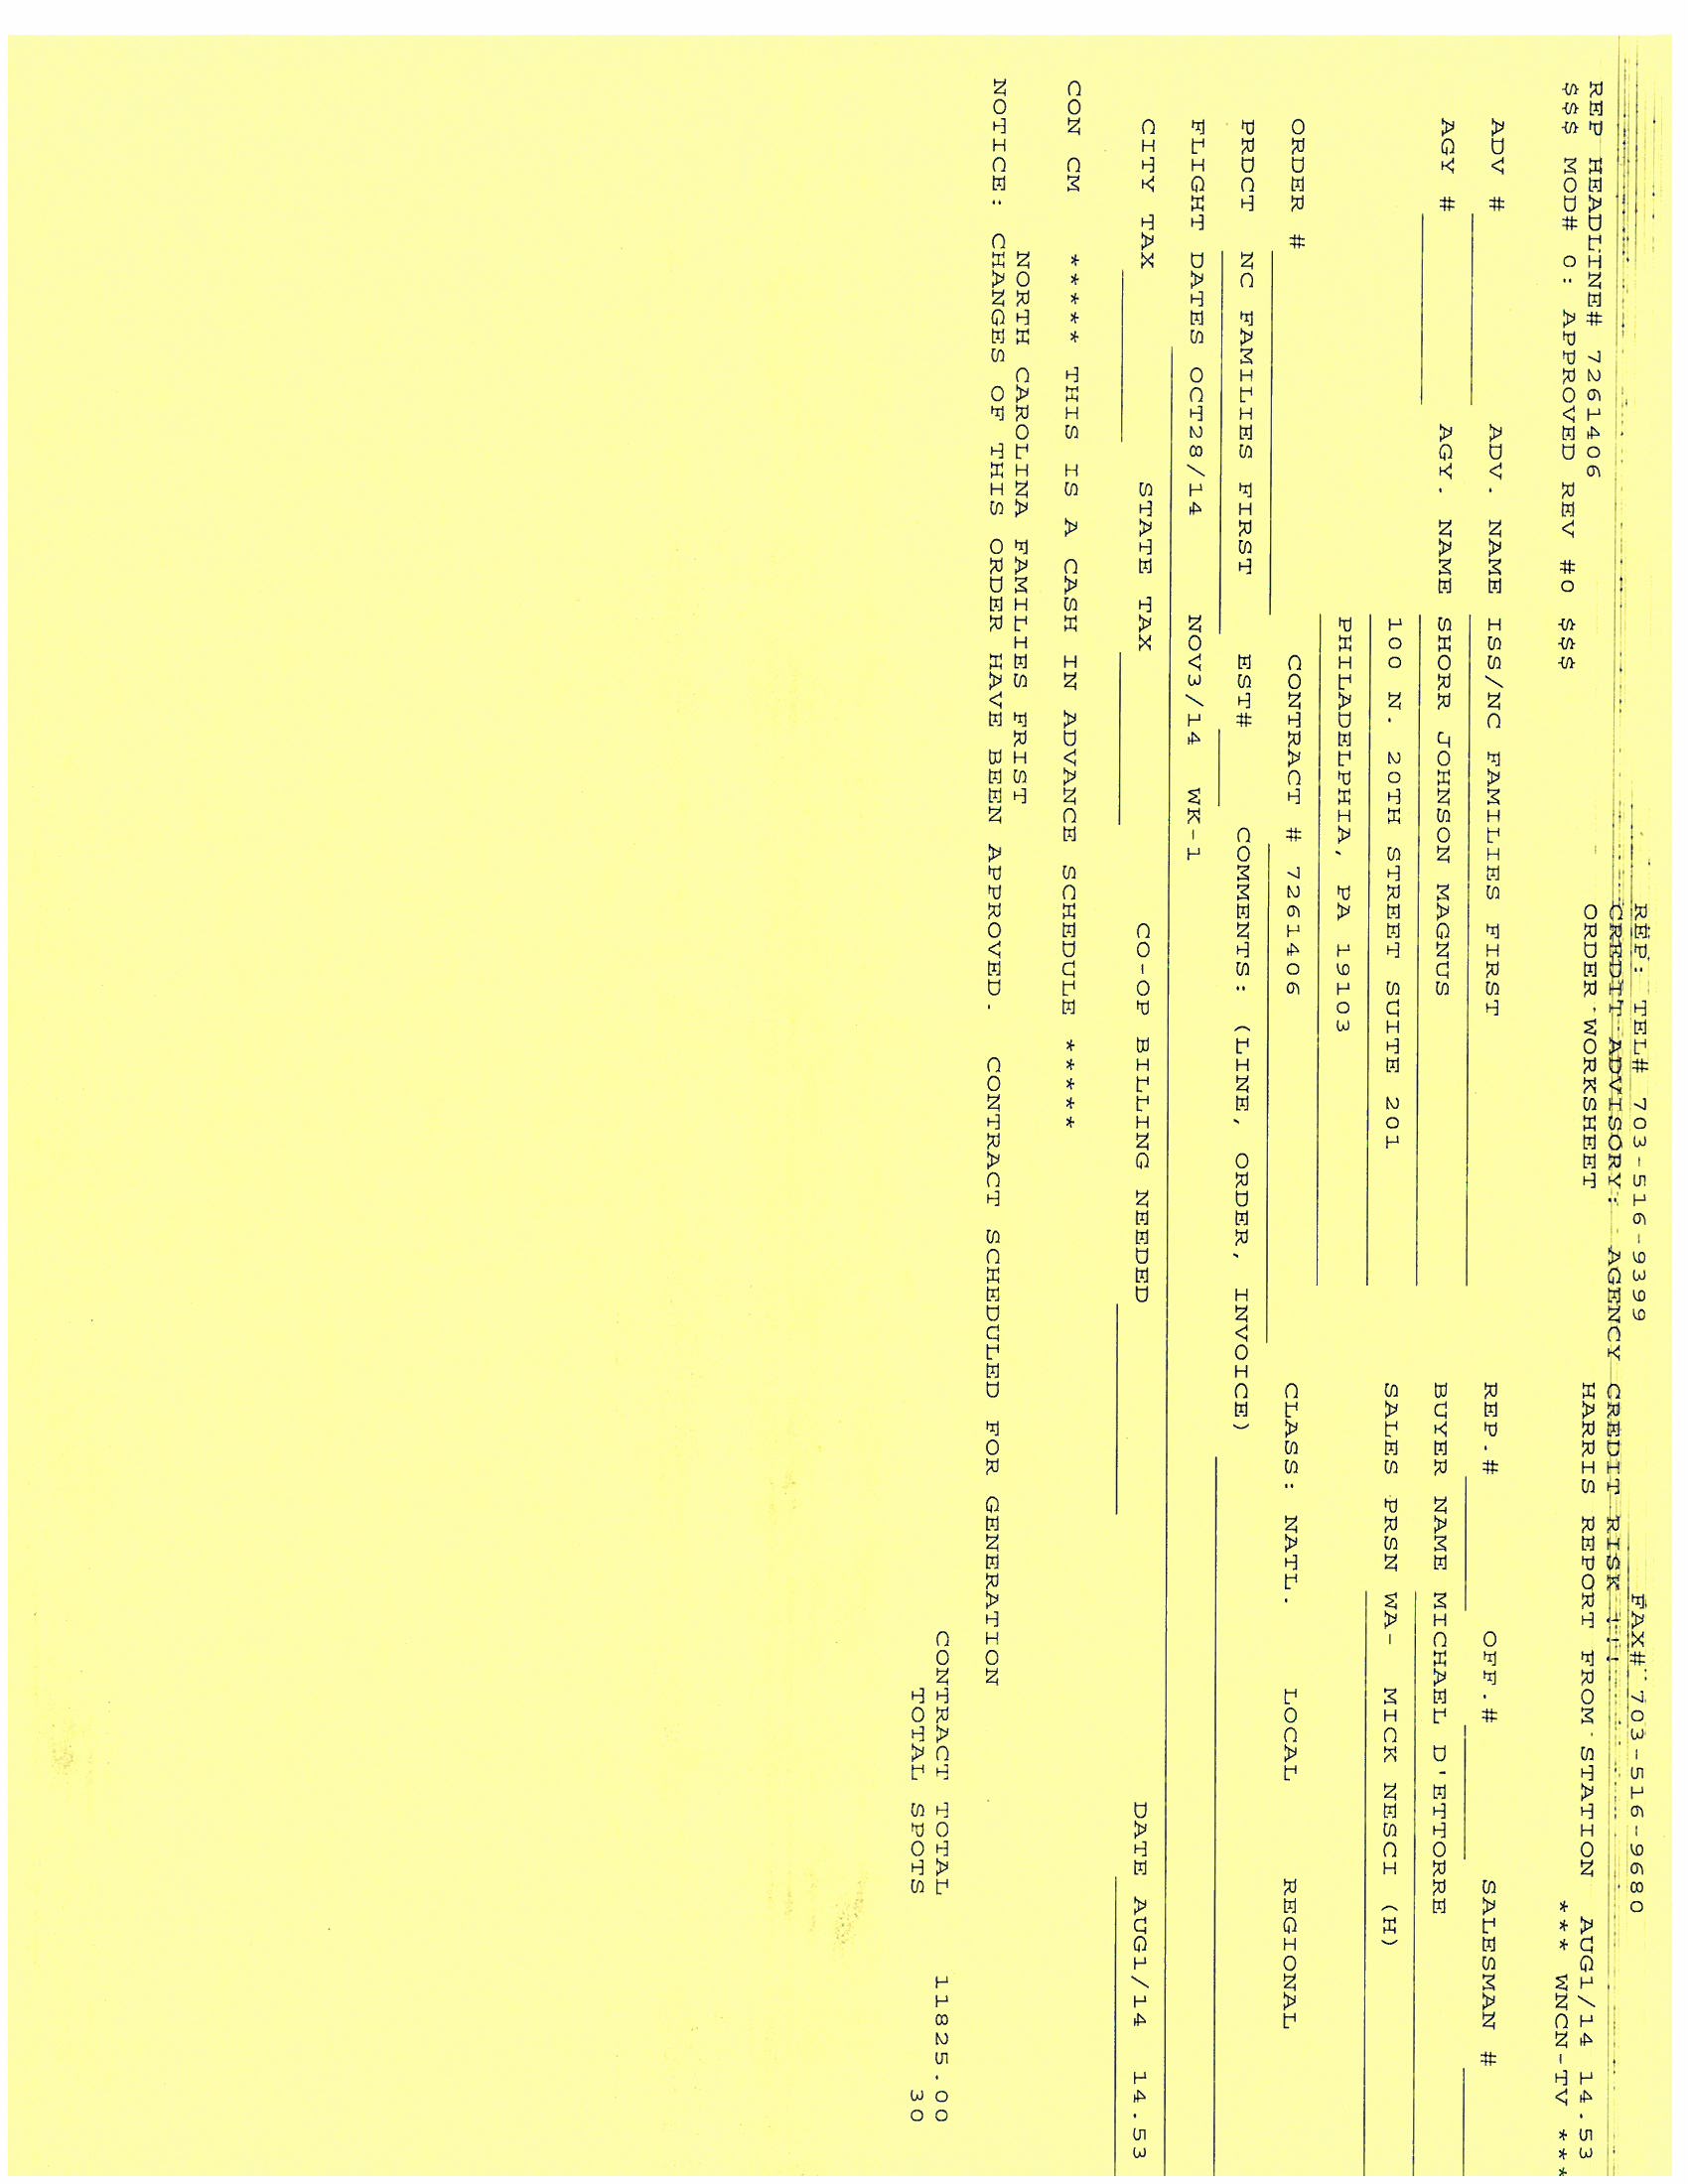 REP: TEL# 703-516-9399 FAX# 703-516-9680
CREDIT ADVISORY: AGENCY CREDIT RISK !!!
REP HEADLINE# 7261406 ORDER WORKSHEET HARRIS REPORT FROM STATION AUG1/14 14.53
$$$ MOD# 0: APPROVED REV #0 $$$ *** WNCN-TV ***
ADV # ADV. NAME ISS/NC FAMILIES FIRST REP.# OFF.# SALESMAN #
AGY # AGY. NAME SHORR JOHNSON MAGNUS BUYER NAME MICHAEL D'ETTORRE
100 N. 20TH STREET SUITE 201 SALES PRSN WA- MICK NESCI (H)
PHILADELPHIA, PA 19103
ORDER # CONTRACT # 7261406 CLASS: NATL. LOCAL REGIONAL
PRDCT NC FAMILIES FIRST EST# COMMENTS: (LINE, ORDER, INVOICE)
FLIGHT DATES OCT28/14 NOV3/14 WK-1
CITY TAX STATE TAX CO-OP BILLING NEEDED DATE AUG1/14 14.53
CON CM ***** THIS IS A CASH IN ADVANCE SCHEDULE *****
NORTH CAROLINA FAMILIES FRIST
NOTICE: CHANGES OF THIS ORDER HAVE BEEN APPROVED. CONTRACT SCHEDULED FOR GENERATION
CONTRACT TOTAL 11825.00
TOTAL SPOTS 30